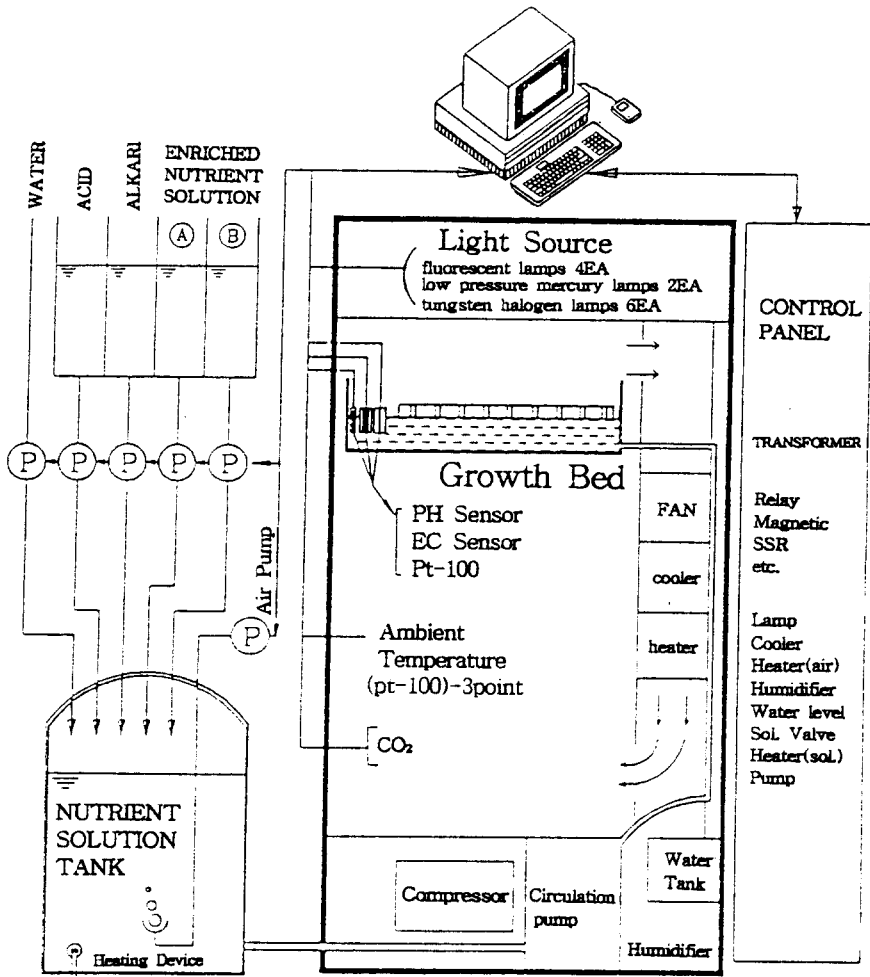 WATER
ACID
ALKARI
ENRICHED
NUTRIENT
SOLUTION
A
B
P
P
P
P
P
Air Pump
P
NUTRIENT
SOLUTION
TANK
Heating Device
Light Source
fluorescent lamps 4EA
low pressure mercury lamps 2EA
tungsten halogen lamps 6EA
Growth Bed
PH Sensor
EC Sensor
Pt-100
Ambient
Temperature
(pt-100)-3point
CO₂
FAN
cooler
heater
Compressor
Circulation
pump
Water
Tank
Humidifier
CONTROL
PANEL
TRANSFORMER
Relay
Magnetic
SSR
etc.
Lamp
Cooler
Heater(air)
Humidifier
Water level
Sol. Valve
Heater(sol.)
Pump